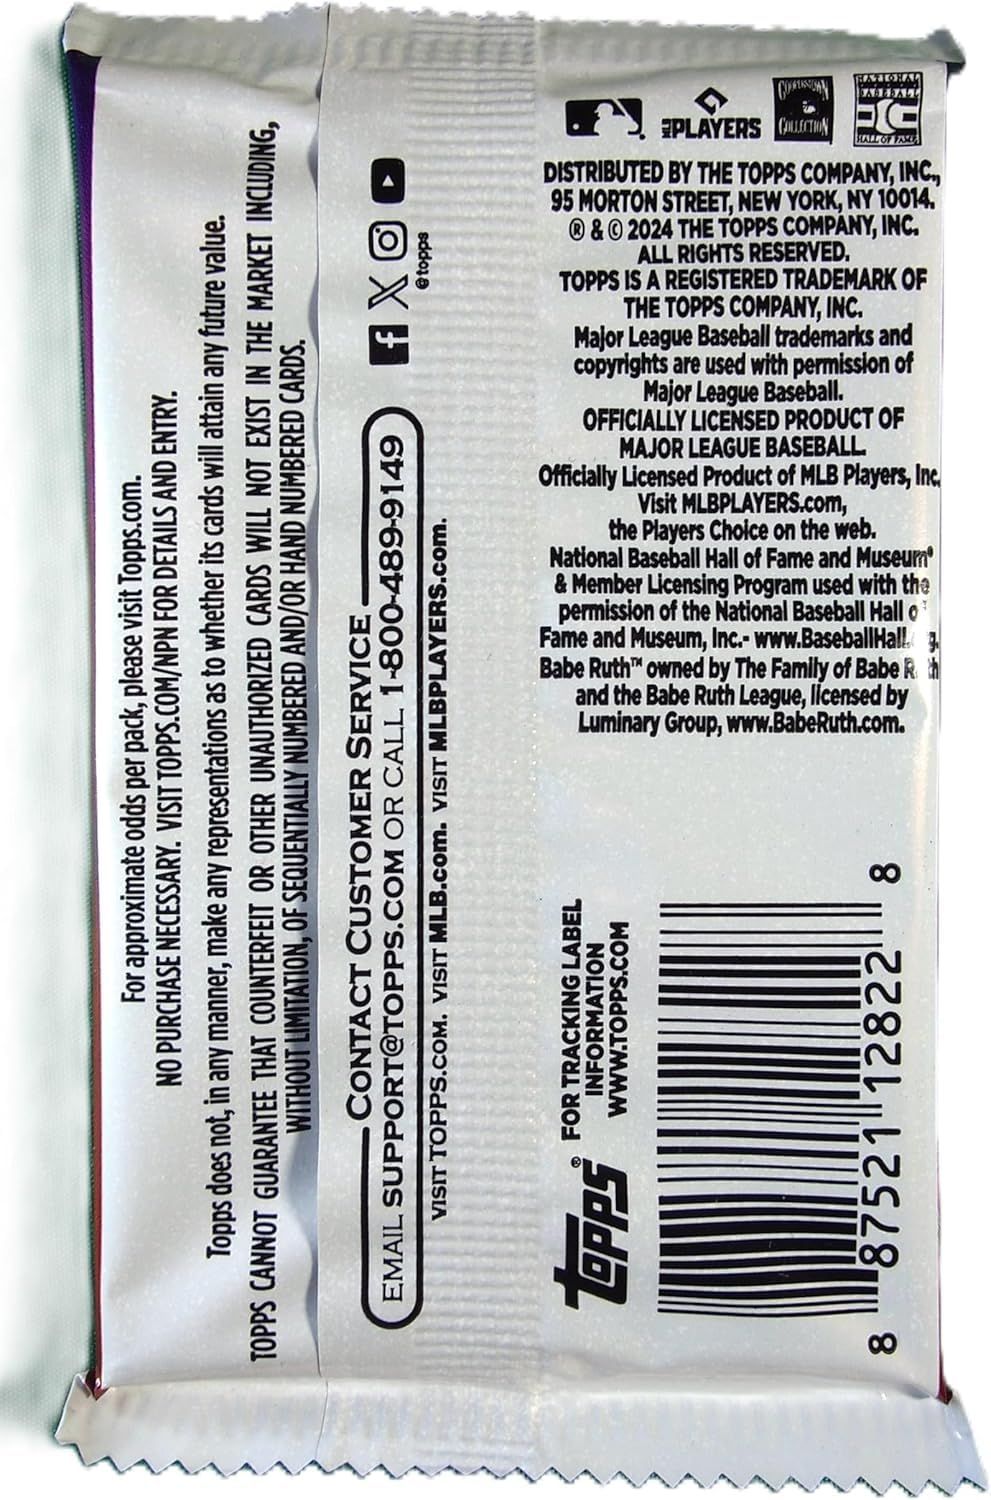 For approximate odds per pack, please visit Topps.com.
NO PURCHASE NECESSARY. VISIT TOPPS.COM/NPN FOR DETAILS AND ENTRY.
Topps does not, in any manner, make any representations as to whether its cards will attain any future value.
TOPPS CANNOT GUARANTEE THAT COUNTERFEIT OR OTHER UNAUTHORIZED CARDS WILL NOT EXIST IN THE MARKET INCLUDING,
WITHOUT LIMITATION, OF SEQUENTIALLY NUMBERED AND/OR HAND NUMBERED CARDS.
CONTACT CUSTOMER SERVICE
EMAIL SUPPORT@TOPPS.COM OR CALL 1-800-489-9149
@topps
VISIT TOPPS.COM. VISIT MLB.com. VISIT MLBPLAYERS.com.
MLB PLAYERS
COOPERSTOWN
COLLECTION
NATIONAL
BASEBALL
HALL OF FAME
DISTRIBUTED BY THE TOPPS COMPANY, INC.,
95 MORTON STREET, NEW YORK, NY 10014.
® & © 2024 THE TOPPS COMPANY, INC.
ALL RIGHTS RESERVED.
TOPPS IS A REGISTERED TRADEMARK OF
THE TOPPS COMPANY, INC.
Major League Baseball trademarks and
copyrights are used with permission of
Major League Baseball.
OFFICIALLY LICENSED PRODUCT OF
MAJOR LEAGUE BASEBALL.
Officially Licensed Product of MLB Players, Inc.
Visit MLBPLAYERS.com,
the Players Choice on the web.
National Baseball Hall of Fame and Museum®
& Member Licensing Program used with the
permission of the National Baseball Hall of
Fame and Museum, Inc.- www.BaseballHall.org.
Babe Ruth™ owned by The Family of Babe Ruth
and the Babe Ruth League, licensed by
Luminary Group, www.BabeRuth.com.
Topps®
FOR TRACKING LABEL
INFORMATION
WWW.TOPPS.COM
8 87521 12822 8